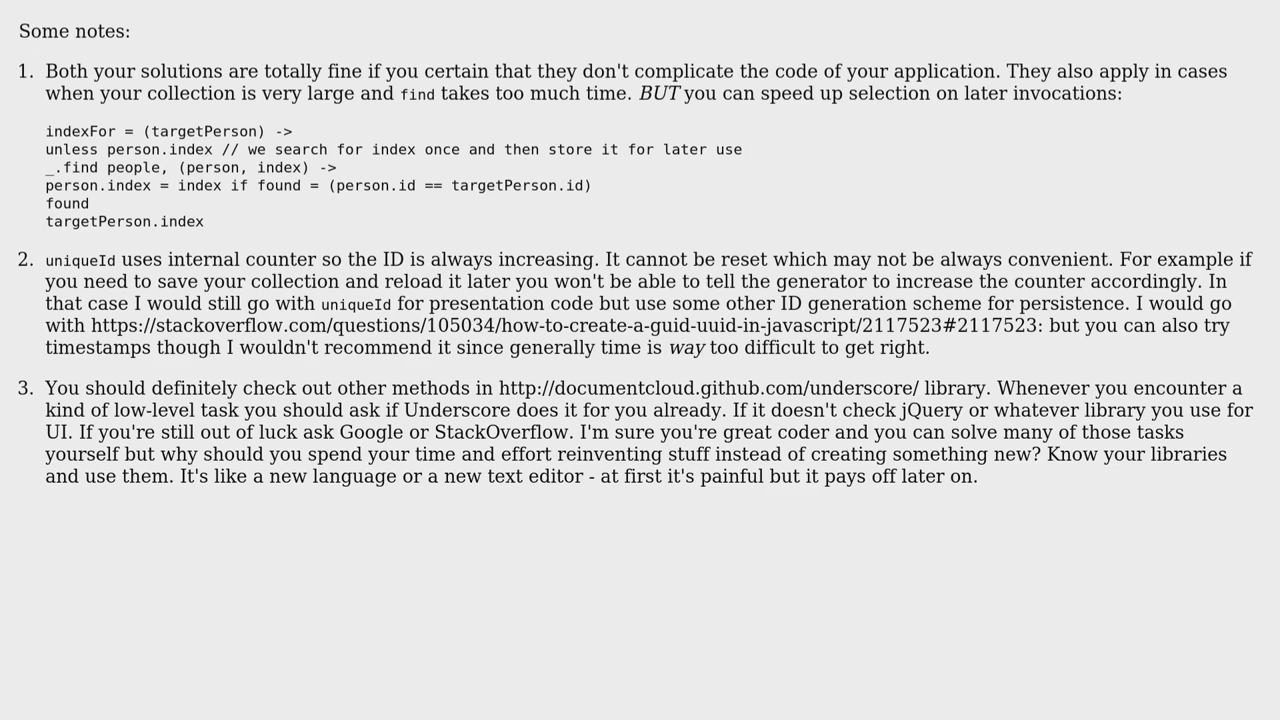 Some notes:
1. Both your solutions are totally fine if you certain that they don't complicate the code of your application. They also apply in cases
when your collection is very large and find takes too much time. BUT you can speed up selection on later invocations:
indexFor = (targetPerson) ->
unless person.index // we search for index once and then store it for later use
_.find people, (person, index) ->
person.index = index if found = (person.id == targetPerson.id)
found
targetPerson.index
2. uniqueId uses internal counter so the ID is always increasing. It cannot be reset which may not be always convenient. For example if
you need to save your collection and reload it later you won't be able to tell the generator to increase the counter accordingly. In
that case I would still go with uniqueId for presentation code but use some other ID generation scheme for persistence. I would go
with https://stackoverflow.com/questions/105034/how-to-create-a-guid-uuid-in-javascript/2117523#2117523: but you can also try
timestamps though I wouldn't recommend it since generally time is way too difficult to get right.
3. You should definitely check out other methods in http://documentcloud.github.com/underscore/ library. Whenever you encounter a
kind of low-level task you should ask if Underscore does it for you already. If it doesn't check jQuery or whatever library you use for
UI. If you're still out of luck ask Google or StackOverflow. I'm sure you're great coder and you can solve many of those tasks
yourself but why should you spend your time and effort reinventing stuff instead of creating something new? Know your libraries
and use them. It's like a new language or a new text editor - at first it's painful but it pays off later on.